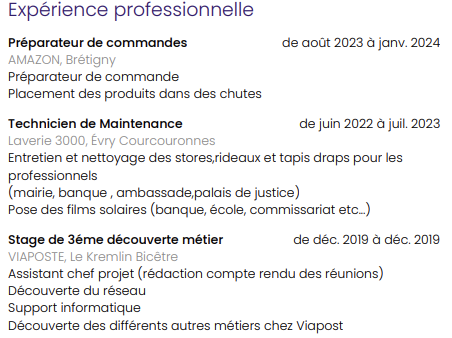 Expérience professionnelle
Préparateur de commandes de août 2023 à janv. 2024
AMAZON, Brétigny
Préparateur de commande
Placement des produits dans des chutes
Technicien de Maintenance de juin 2022 à juil. 2023
Laverie 3000, Évry Courcouronnes
Entretien et nettoyage des stores,rideaux et tapis draps pour les
professionnels
(mairie, banque , ambassade,palais de justice)
Pose des films solaires (banque, école, commissariat etc...)
Stage de 3éme découverte métier de déc. 2019 à déc. 2019
VIAPOSTE, Le Kremlin Bicêtre
Assistant chef projet (rédaction compte rendu des réunions)
Découverte du réseau
Support informatique
Découverte des différents autres métiers chez Viapost